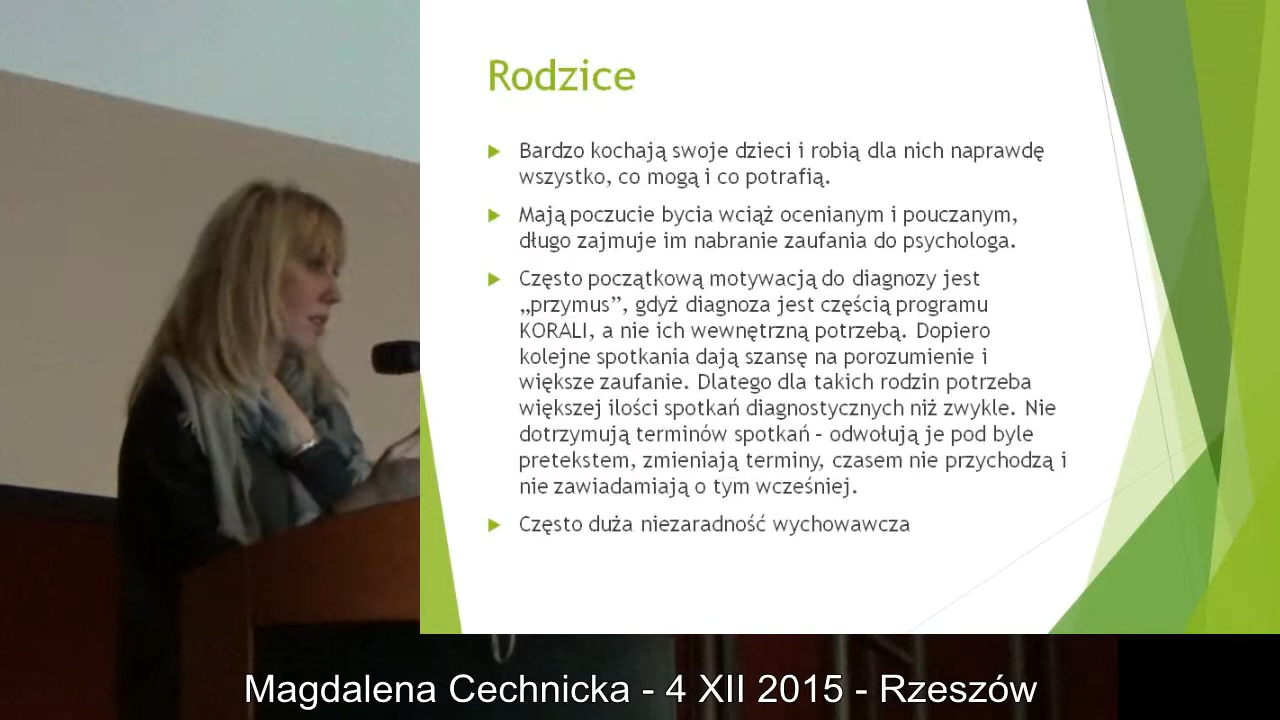 Rodzice
Bardzo kochają swoje dzieci i robią dla nich naprawdę
wszystko, co mogą i co potrafią.
Mają poczucie bycia wciąż ocenianym i pouczanym,
długo zajmuje im nabranie zaufania do psychologa.
Często początkową motywacją do diagnozy jest
„przymus”, gdyż diagnoza jest częścią programu
KORALI, a nie ich wewnętrzną potrzebą. Dopiero
kolejne spotkania dają szansę na porozumienie i
większe zaufanie. Dlatego dla takich rodzin potrzeba
większej ilości spotkań diagnostycznych niż zwykle. Nie
dotrzymują terminów spotkań – odwołują je pod byle
pretekstem, zmieniają terminy, czasem nie przychodzą i
nie zawiadamiają o tym wcześniej.
Często duża niezaradność wychowawcza
Magdalena Cechnicka - 4 XII 2015 - Rzeszów